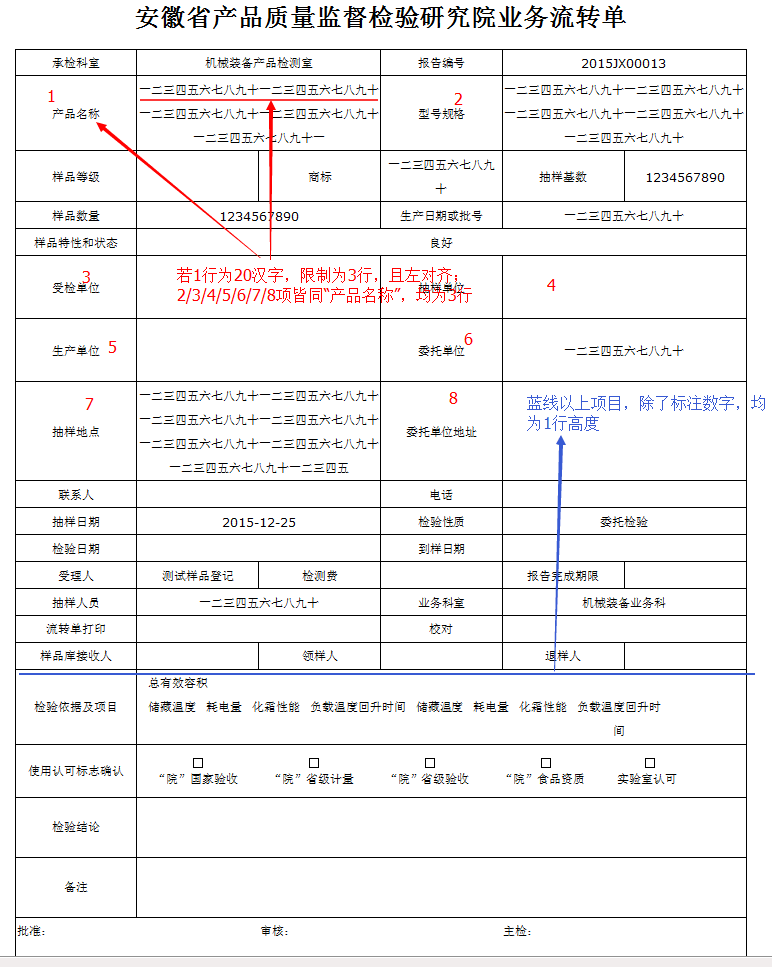 安徽省产品质量监督检验研究院业务流转单
承检科室 机械装备产品检测室 报告编号 2015JX00013
1 产品名称
一二三四五六七八九十一二三四五六七八九十
一二三四五六七八九十一二三四五六七八九十
一二三四五六七八九十一
2 型号规格
一二三四五六七八九十一二三四五六七八九十
一二三四五六七八九十一二三四五六七八九十
一二三四五六七八九十
样品等级 商标
一二三四五六七八九
十
抽样基数 1234567890
样品数量 1234567890 生产日期或批号 一二三四五六七八九十
样品特性和状态 良好
3 受检单位
若1行为20汉字，限制为3行，且左对齐；
2/3/4/5/6/7/8项皆同“产品名称”，均为3行
抽样单位 4
生产单位 5
6 委托单位 一二三四五六七八九十
7 抽样地点
一二三四五六七八九十一二三四五六七八九十
一二三四五六七八九十一二三四五六七八九十
一二三四五六七八九十一二三四五六七八九十
一二三四五六七八九十一二三四五
8 委托单位地址
蓝线以上项目，除了标注数字，均
为1行高度
联系人 电话
抽样日期 2015-12-25 检验性质 委托检验
检验日期 到样日期
受理人 测试样品登记 检测费 报告完成期限
抽样人员 一二三四五六七八九十 业务科室 机械装备业务科
流转单打印 校对
样品库接收人 领样人 退样人
检验依据及项目
总有效容积
储藏温度 耗电量 化霜性能 负载温度回升时间 储藏温度 耗电量 化霜性能 负载温度回升时
间
使用认可标志确认
□ □ □ □ □
“院”国家验收 “院”省级计量 “院”省级验收 “院”食品资质 实验室认可
检验结论
备注
批准： 审核： 主检：